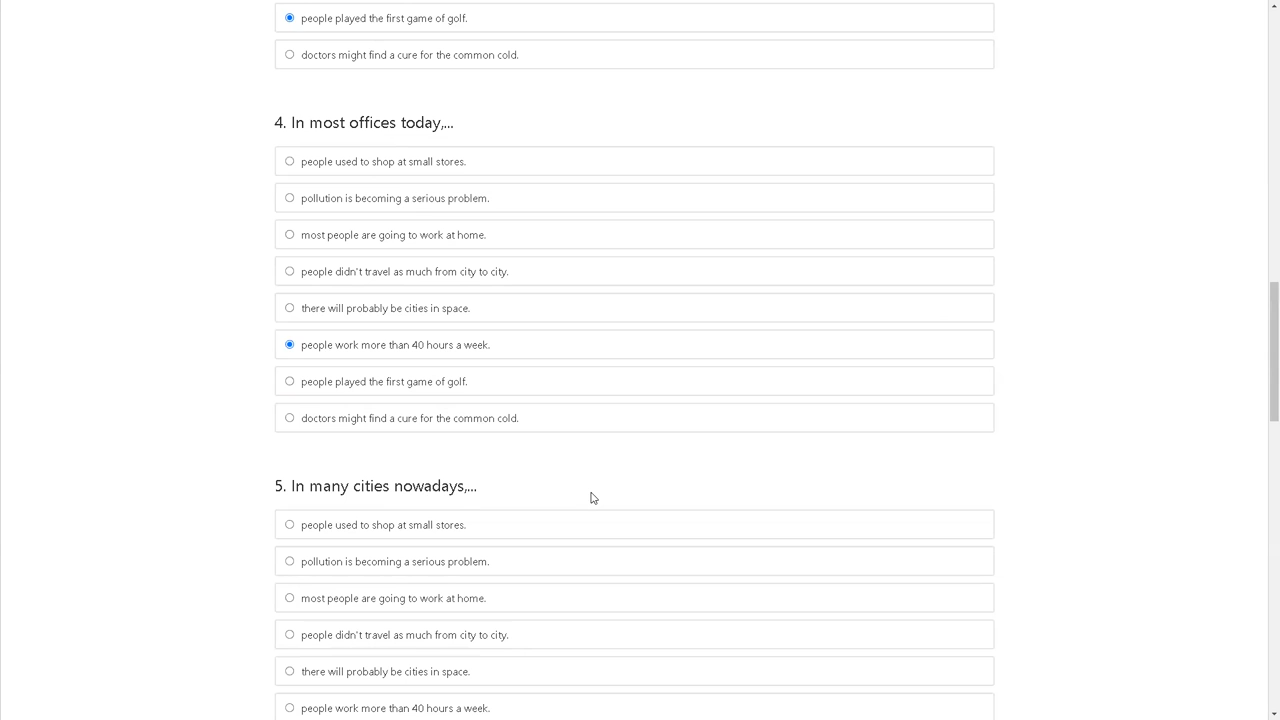 people played the first game of golf.
doctors might find a cure for the common cold.
4. In most offices today,...
people used to shop at small stores.
pollution is becoming a serious problem.
most people are going to work at home.
people didn't travel as much from city to city.
there will probably be cities in space.
people work more than 40 hours a week.
people played the first game of golf.
doctors might find a cure for the common cold.
5. In many cities nowadays,...
people used to shop at small stores.
pollution is becoming a serious problem.
most people are going to work at home.
people didn't travel as much from city to city.
there will probably be cities in space.
people work more than 40 hours a week.